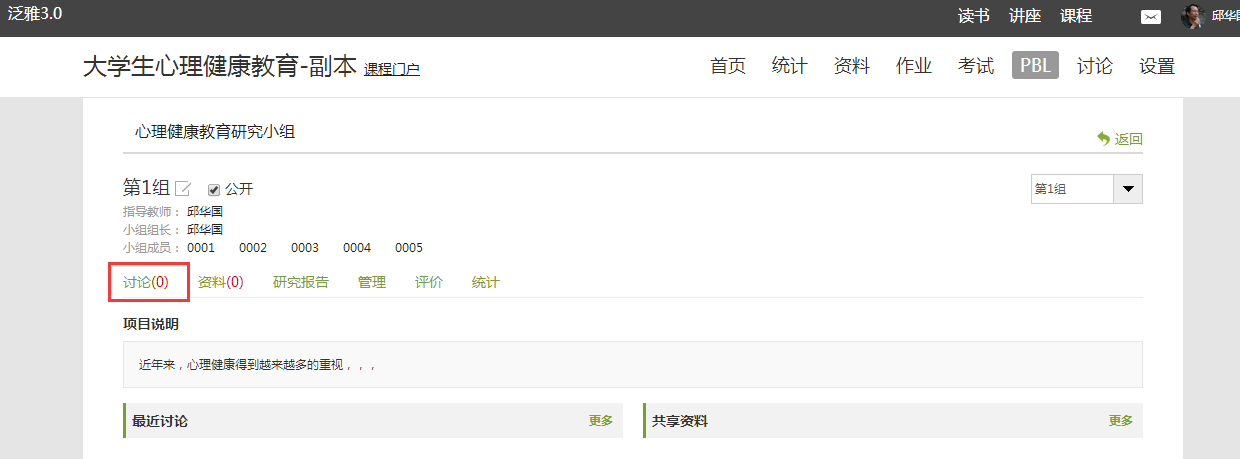 泛雅3.0 读书 讲座 课程 邱华国
大学生心理健康教育-副本 课程门户 首页 统计 资料 作业 考试 PBL 讨论 设置
心理健康教育研究小组
返回
第1组 公开 第1组
指导教师： 邱华国
小组组长： 邱华国
小组成员： 0001 0002 0003 0004 0005
讨论(0) 资料(0) 研究报告 管理 评价 统计
项目说明
近年来，心理健康得到越来越多的重视，，，
最近讨论 更多 共享资料 更多